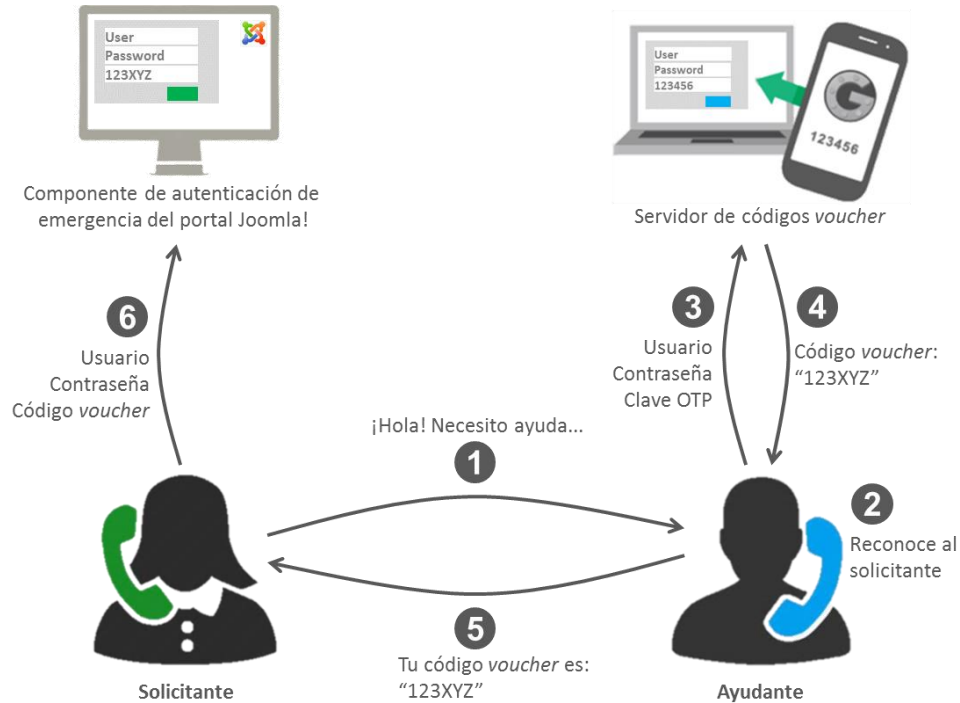 User
Password
123XYZ
Componente de autenticación de
emergencia del portal Joomla!
User
Password
123456
G
123456
Servidor de códigos voucher
6
Usuario
Contraseña
Código voucher
3
Usuario
Contraseña
Clave OTP
4
Código voucher:
“123XYZ”
¡Hola! Necesito ayuda...
1
2
Reconoce al
solicitante
5
Tu código voucher es:
“123XYZ”
Solicitante
Ayudante